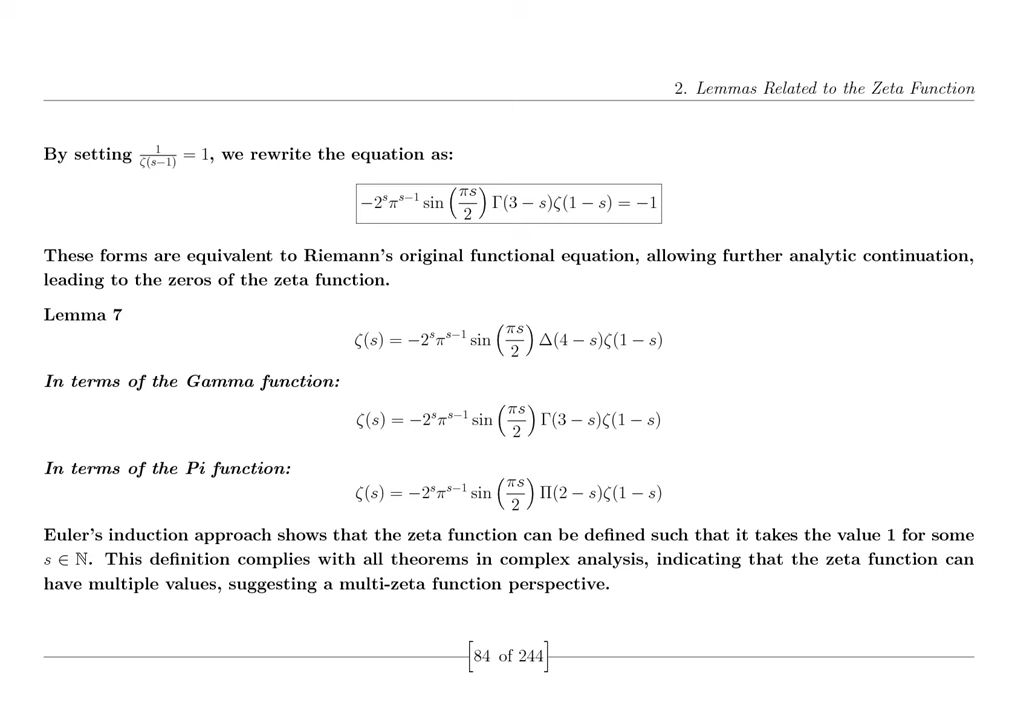 2. Lemmas Related to the Zeta Function
By setting \frac{1}{ζ(s−1)} = 1, we rewrite the equation as:
−2^s π^{s−1} sin(\frac{πs}{2}) Γ(3 − s)ζ(1 − s) = −1
These forms are equivalent to Riemann's original functional equation, allowing further analytic continuation,
leading to the zeros of the zeta function.
Lemma 7
ζ(s) = −2^s π^{s−1} sin(\frac{πs}{2}) Δ(4 − s)ζ(1 − s)
In terms of the Gamma function:
ζ(s) = −2^s π^{s−1} sin(\frac{πs}{2}) Γ(3 − s)ζ(1 − s)
In terms of the Pi function:
ζ(s) = −2^s π^{s−1} sin(\frac{πs}{2}) Π(2 − s)ζ(1 − s)
Euler's induction approach shows that the zeta function can be defined such that it takes the value 1 for some
s ∈ ℕ. This definition complies with all theorems in complex analysis, indicating that the zeta function can
have multiple values, suggesting a multi-zeta function perspective.
[84 of 244]